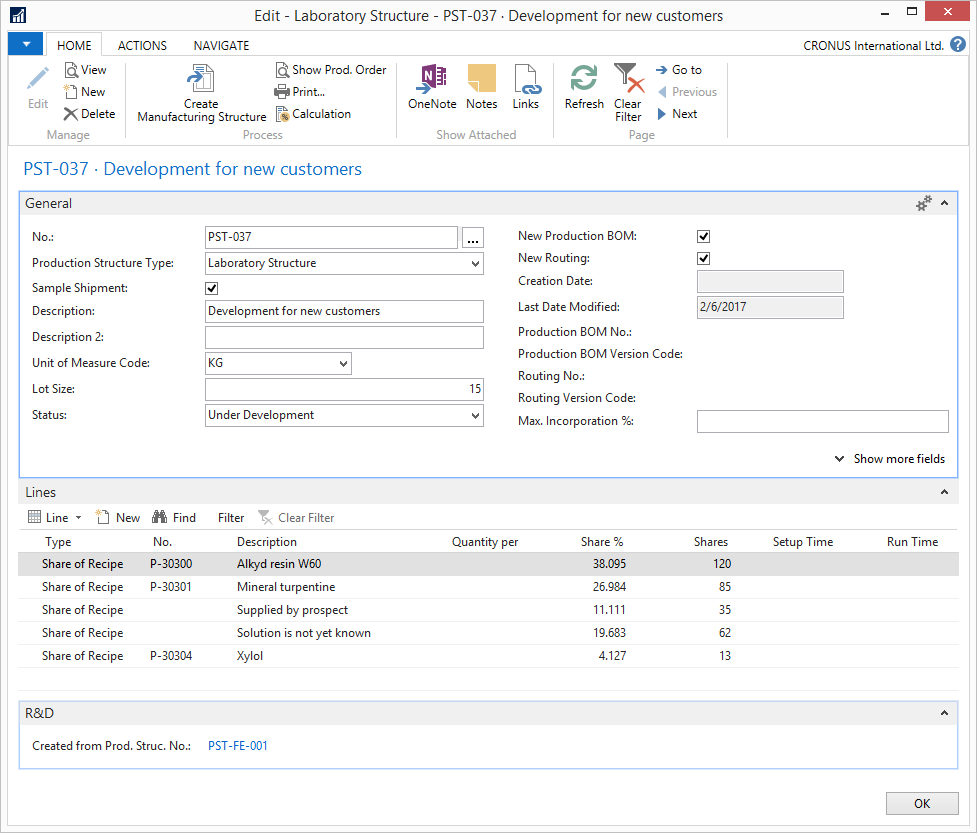 Edit - Laboratory Structure - PST-037 · Development for new customers
HOME ACTIONS NAVIGATE CRONUS International Ltd. ?
Edit
View
New
Delete
Manage
Create
Manufacturing Structure
Show Prod. Order
Print...
Calculation
Process
OneNote Notes Links
Show Attached
Refresh
Clear
Filter
Go to
Previous
Next
Page
PST-037 · Development for new customers
General
No.: PST-037 ...
Production Structure Type: Laboratory Structure
Sample Shipment:
Description: Development for new customers
Description 2:
Unit of Measure Code: KG
Lot Size: 15
Status: Under Development
New Production BOM:
New Routing:
Creation Date:
Last Date Modified: 2/6/2017
Production BOM No.:
Production BOM Version Code:
Routing No.:
Routing Version Code:
Max. Incorporation %:
Show more fields
Lines
Line New Find Filter Clear Filter
Type No. Description Quantity per Share % Shares Setup Time Run Time
Share of Recipe P-30300 Alkyd resin W60 38.095 120
Share of Recipe P-30301 Mineral turpentine 26.984 85
Share of Recipe Supplied by prospect 11.111 35
Share of Recipe Solution is not yet known 19.683 62
Share of Recipe P-30304 Xylol 4.127 13
R&D
Created from Prod. Struc. No.: PST-FE-001
OK